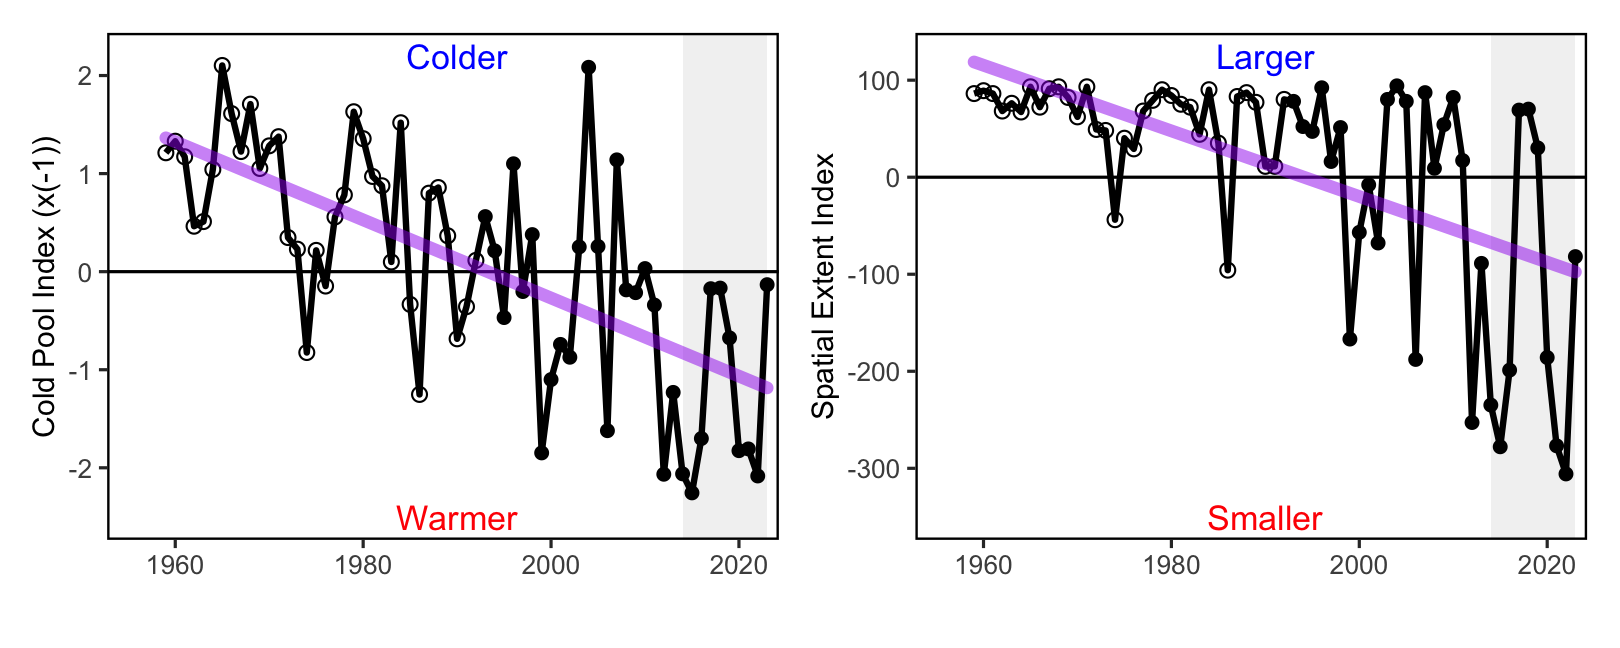 Cold Pool Index (x(-1))
2
1
0
-1
-2
Colder
Warmer
1960 1980 2000 2020
Spatial Extent Index
100
0
-100
-200
-300
Larger
Smaller
1960 1980 2000 2020